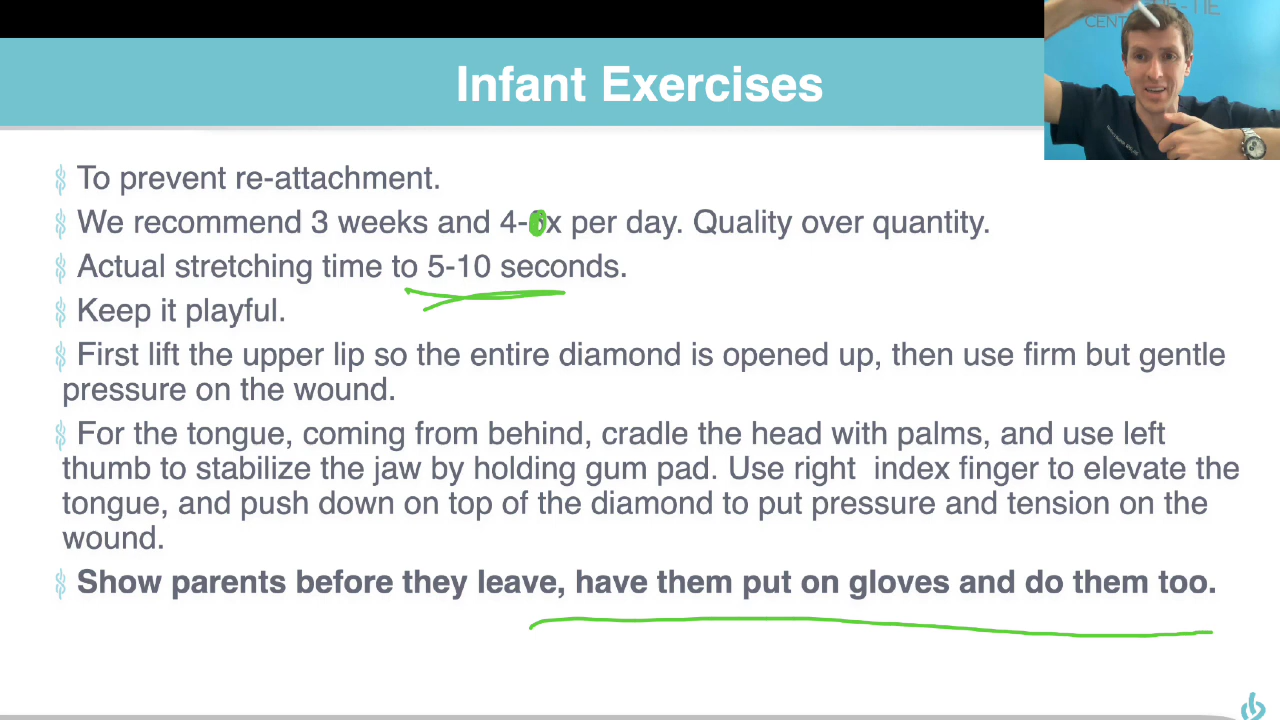 Infant Exercises
To prevent re-attachment.
We recommend 3 weeks and 4-x per day. Quality over quantity.
Actual stretching time to 5-10 seconds.
Keep it playful.
First lift the upper lip so the entire diamond is opened up, then use firm but gentle
pressure on the wound.
For the tongue, coming from behind, cradle the head with palms, and use left
thumb to stabilize the jaw by holding gum pad. Use right index finger to elevate the
tongue, and push down on top of the diamond to put pressure and tension on the
wound.
Show parents before they leave, have them put on gloves and do them too.